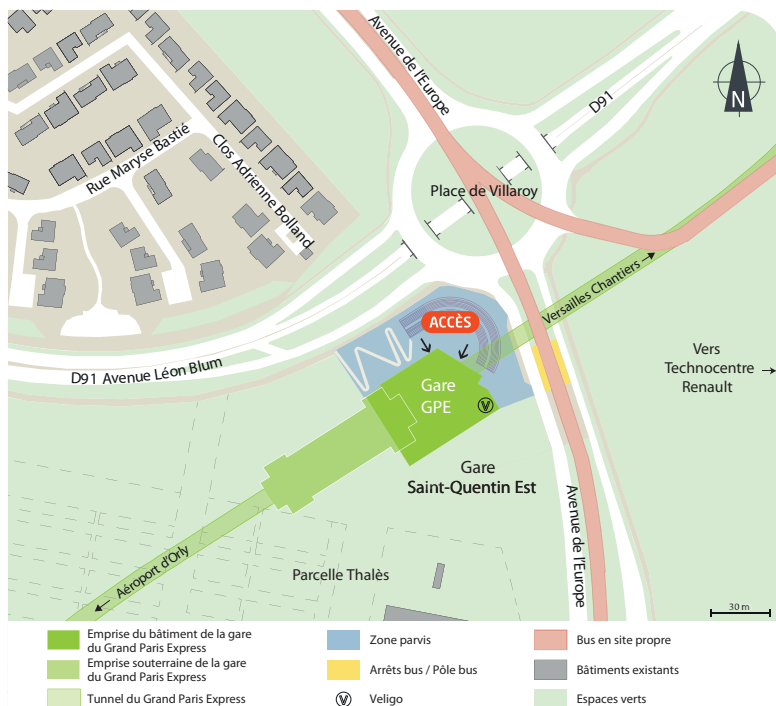 Avenue de l'Europe
D91
N
Rue Maryse Bastié
Clos Adrienne Bolland
Place de Villaroy
Versailles Chantiers
ACCÈS
D91 Avenue Léon Blum
Gare
GPE
V
Vers
Technocentre
Renault
Gare
Saint-Quentin Est
Avenue de l'Europe
Aéroport d'Orly
Parcelle Thalès
30 m
Emprise du bâtiment de la gare
du Grand Paris Express
Emprise souterraine de la gare
du Grand Paris Express
Tunnel du Grand Paris Express
Zone parvis
Arrêts bus / Pôle bus
V
Veligo
Bus en site propre
Bâtiments existants
Espaces verts